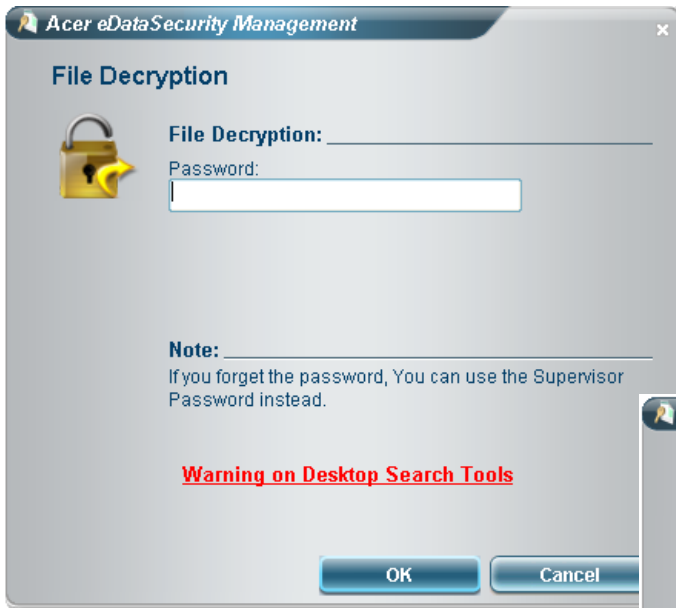 Acer eDataSecurity Management
File Decryption
File Decryption:
Password:
Note:
If you forget the password, You can use the Supervisor
Password instead.
Warning on Desktop Search Tools
OK
Cancel